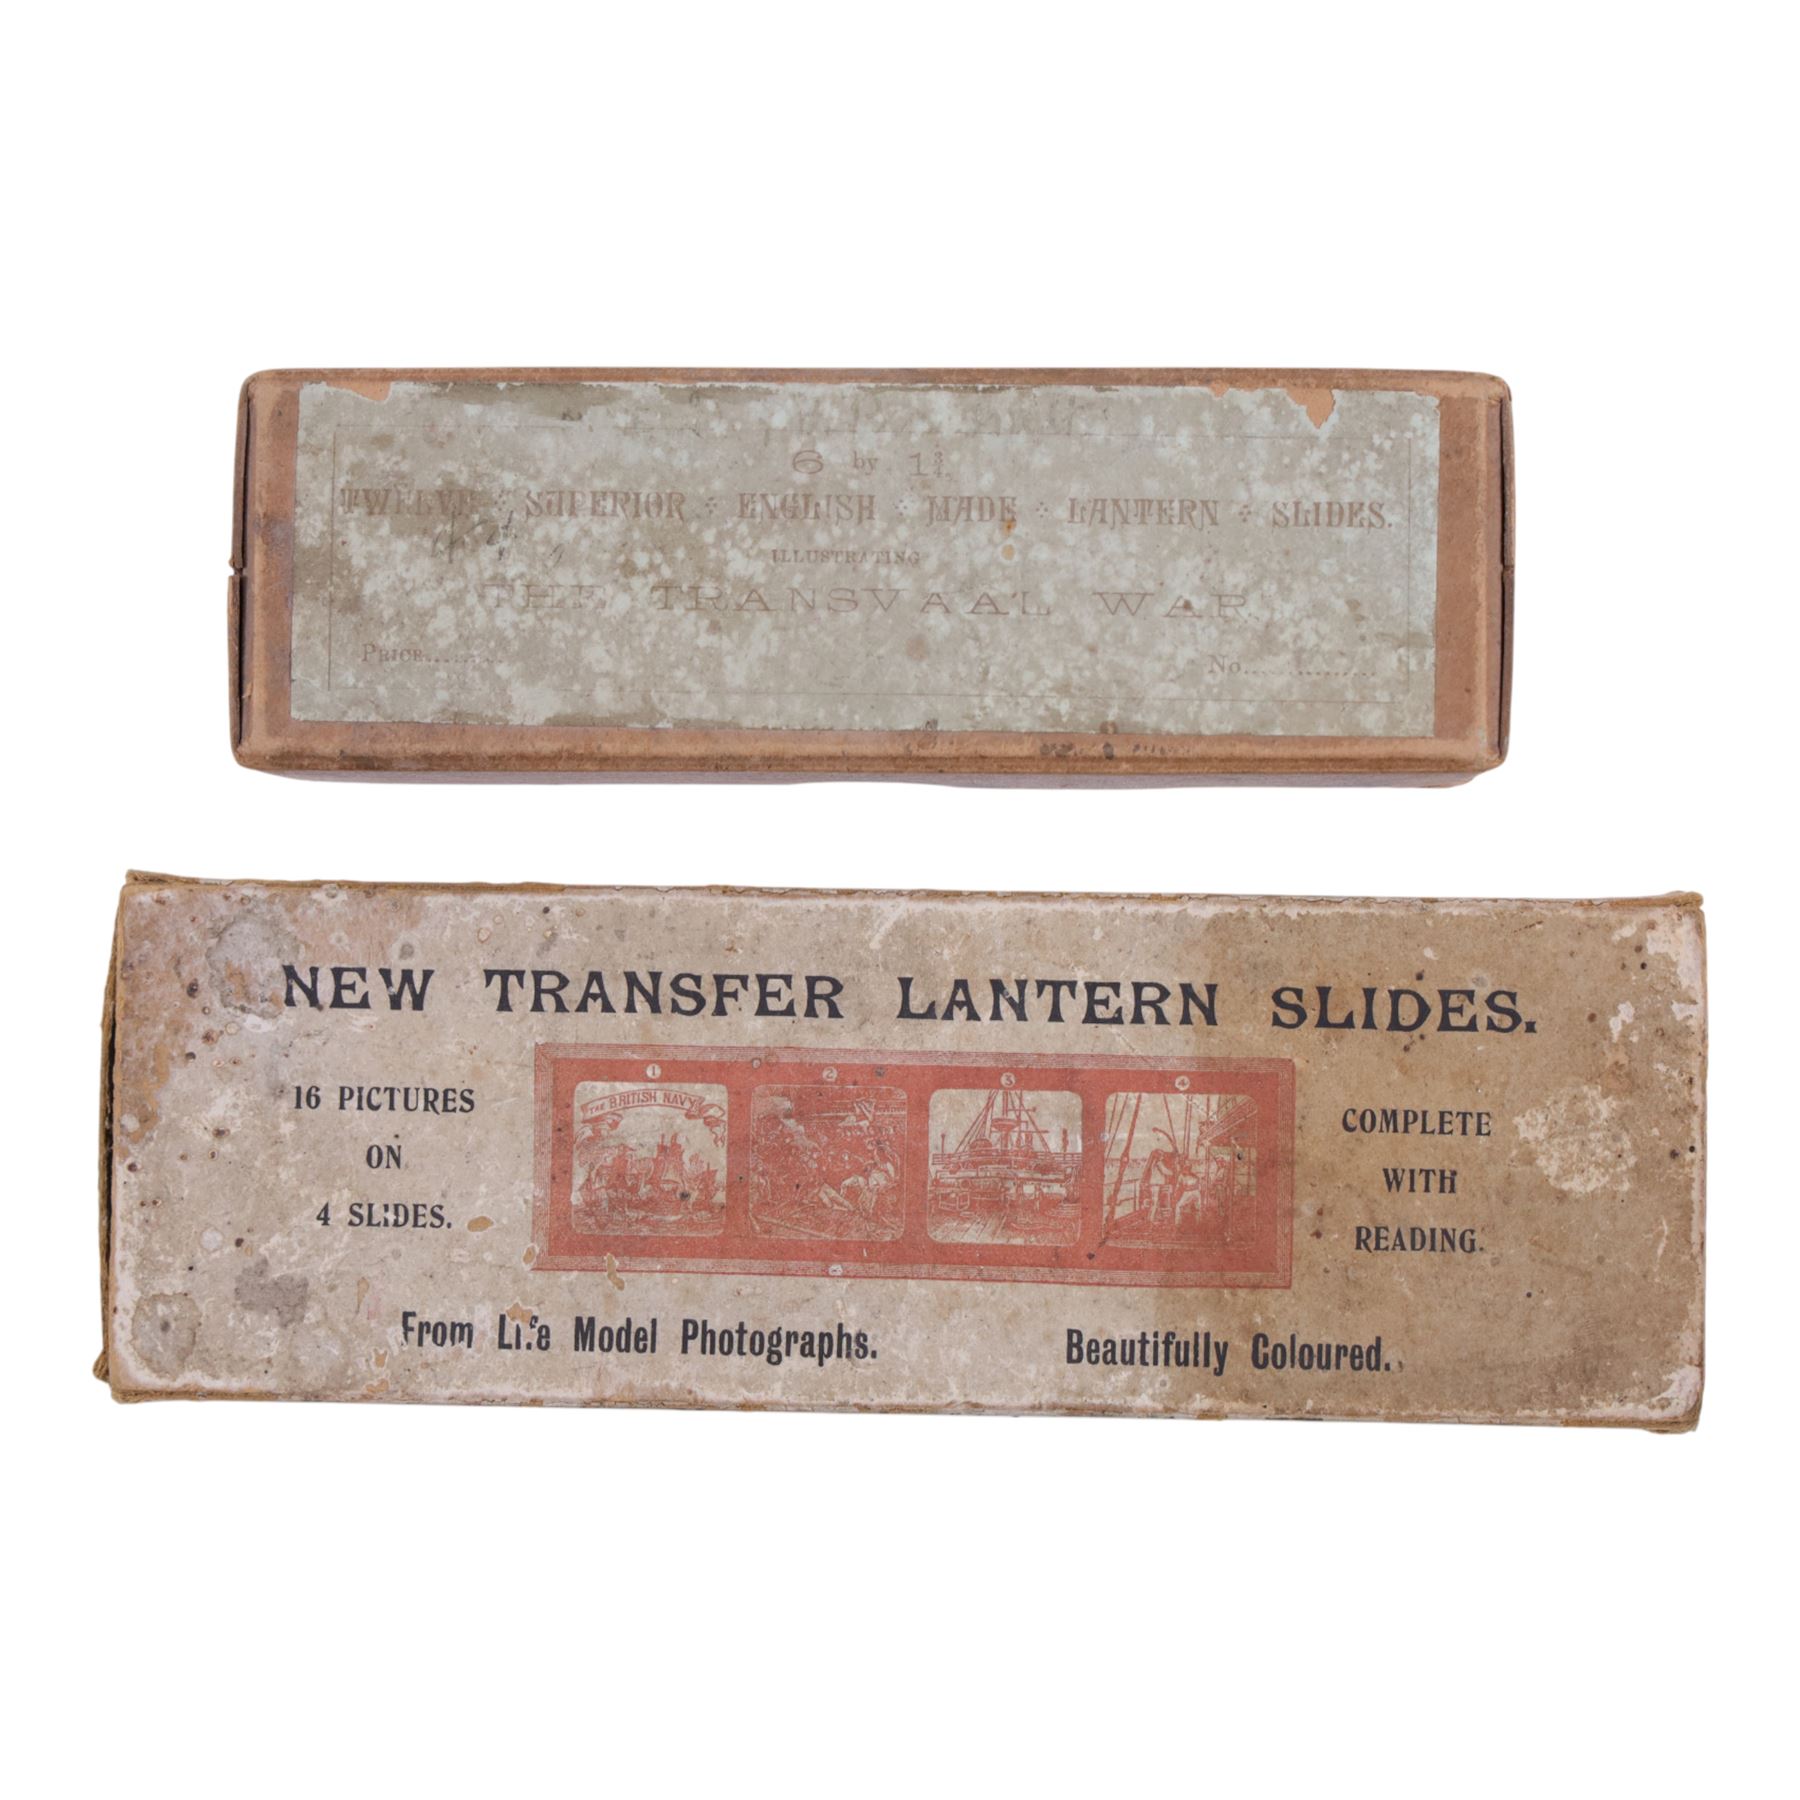 6 by 1¾.
TWELVE SUPERIOR ENGLISH MADE LANTERN SLIDES.
ILLUSTRATING
THE TRANSVAAL WAR.
PRICE..........
No................
NEW TRANSFER LANTERN SLIDES.
16 PICTURES
ON
4 SLIDES.
1
2
3
4
THE BRITISH NAVY
COMPLETE
WITH
READING.
From Life Model Photographs.
Beautifully Coloured.